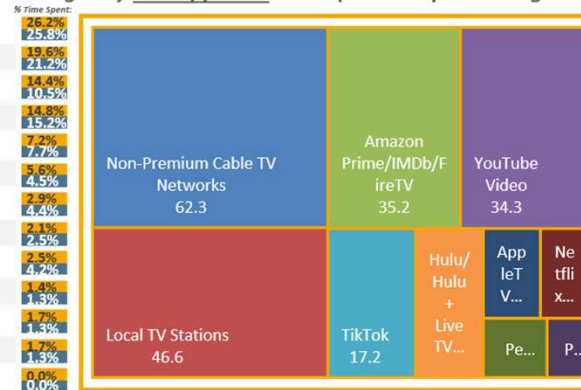 % Time Spent:
26.2%
25.8%
19.6%
21.2%
14.4%
10.5%
14.8%
15.2%
7.2%
7.7%
5.6%
4.5%
2.9%
4.4%
2.1%
2.5%
2.5%
4.2%
1.4%
1.3%
1.7%
1.3%
1.7%
1.3%
0.0%
0.0%
Non-Premium Cable TV
Networks
62.3
Amazon
Prime/IMDb/F
ireTV
35.2
YouTube
Video
34.3
Local TV Stations
46.6
TikTok
17.2
Hulu/
Hulu
+
Live
TV...
App
leT
V...
Ne
tfli
x...
Pe...
P...